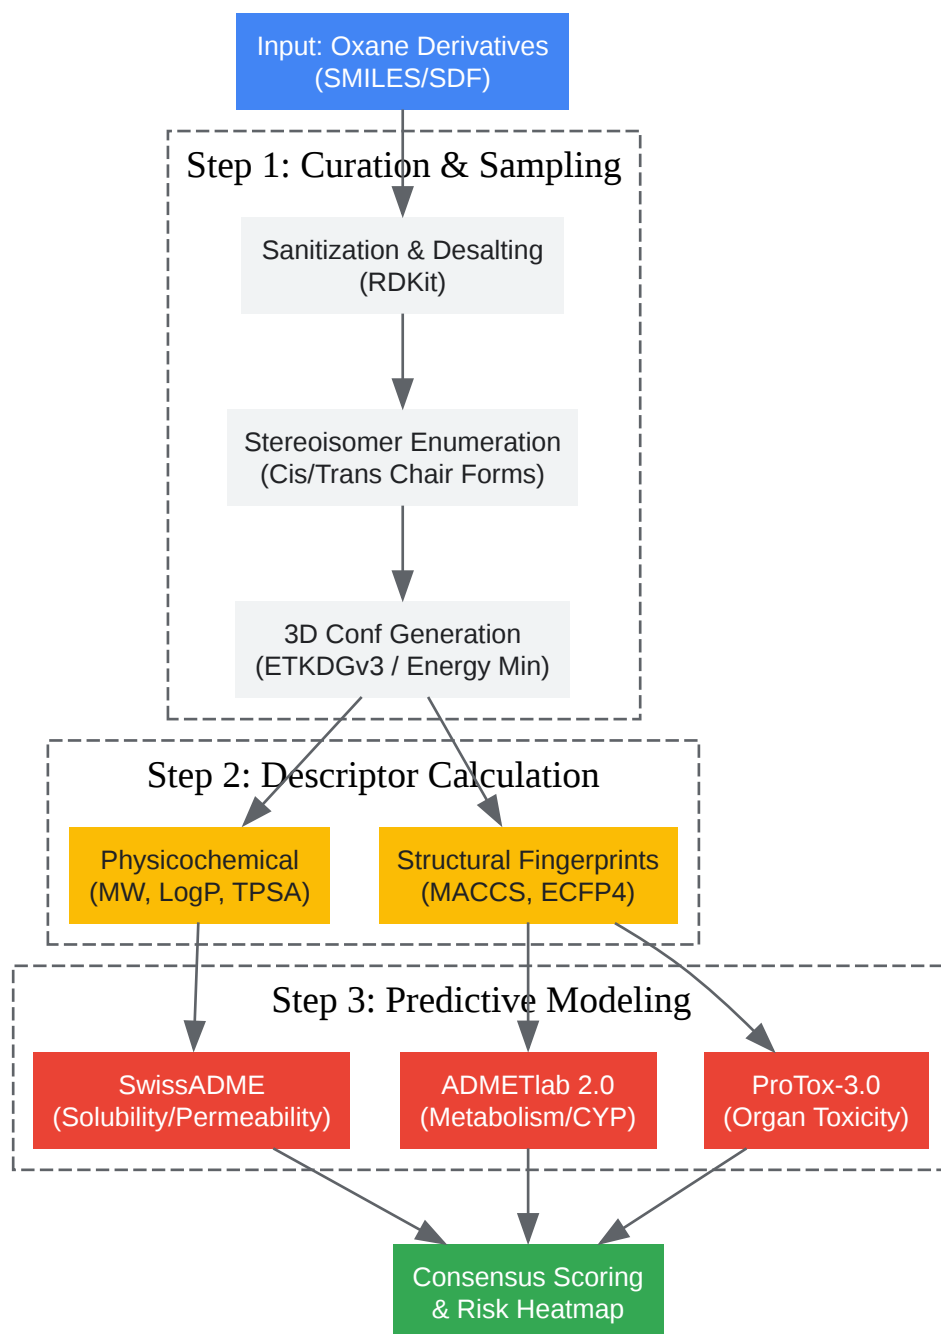 Input: Oxane Derivatives
(SMILES/SDF)
Step 1: Curation & Sampling
Sanitization & Desalting
(RDKit)
Stereoisomer Enumeration
(Cis/Trans Chair Forms)
3D Conf Generation
(ETKDGv3 / Energy Min)
Step 2: Descriptor Calculation
Physicochemical
(MW, LogP, TPSA)
Structural Fingerprints
(MACCS, ECFP4)
Step 3: Predictive Modeling
SwissADME
(Solubility/Permeability)
ADMETlab 2.0
(Metabolism/CYP)
ProTox-3.0
(Organ Toxicity)
Consensus Scoring
& Risk Heatmap